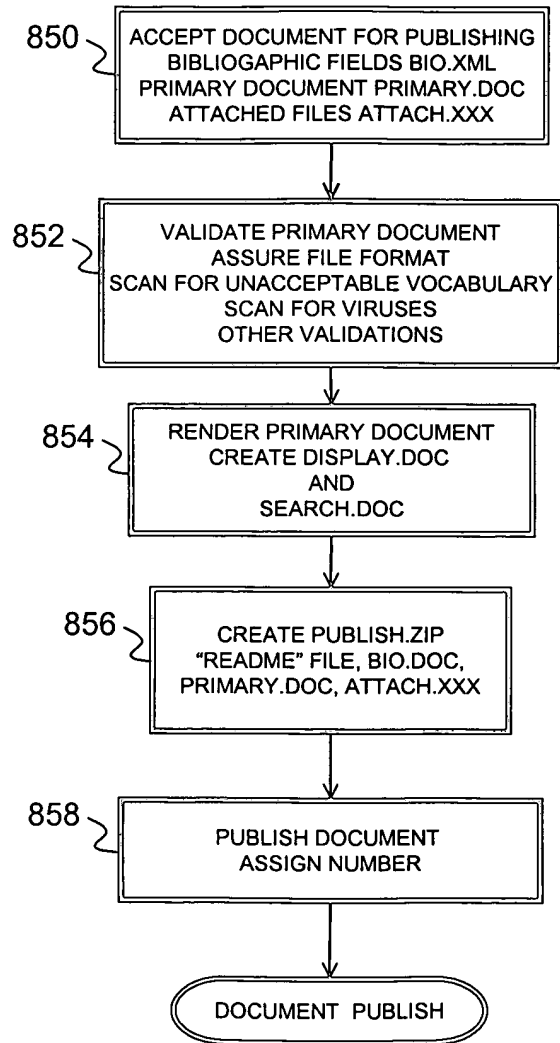 850
ACCEPT DOCUMENT FOR PUBLISHING
BIBLIOGAPHIC FIELDS BIO.XML
PRIMARY DOCUMENT PRIMARY.DOC
ATTACHED FILES ATTACH.XXX
852
VALIDATE PRIMARY DOCUMENT
ASSURE FILE FORMAT
SCAN FOR UNACCEPTABLE VOCABULARY
SCAN FOR VIRUSES
OTHER VALIDATIONS
854
RENDER PRIMARY DOCUMENT
CREATE DISPLAY.DOC
AND
SEARCH.DOC
856
CREATE PUBLISH.ZIP
“README” FILE, BIO.DOC,
PRIMARY.DOC, ATTACH.XXX
858
PUBLISH DOCUMENT
ASSIGN NUMBER
DOCUMENT PUBLISH